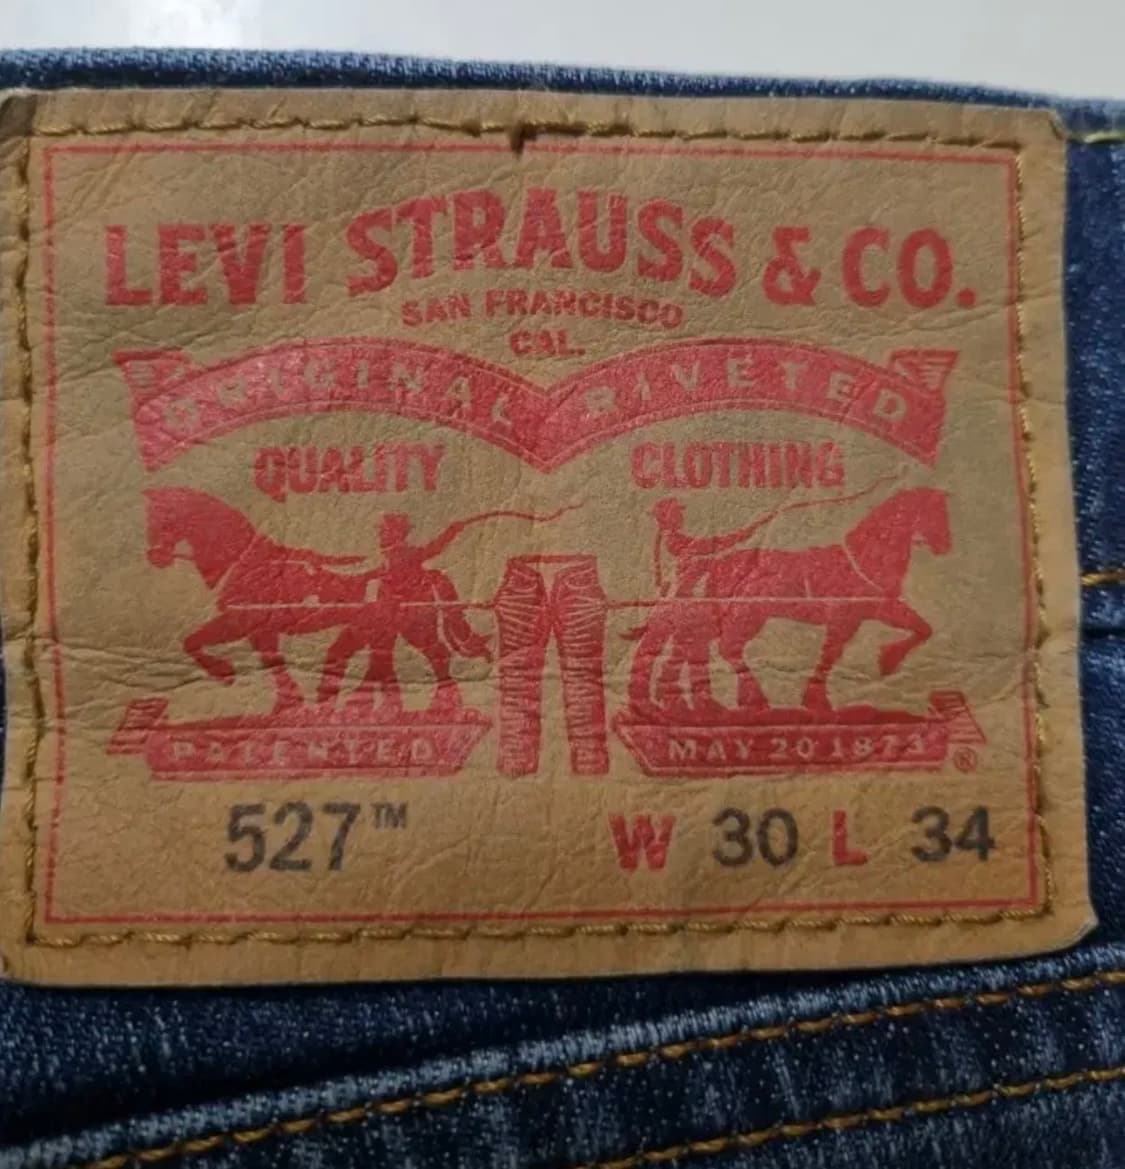 LEVI STRAUSS & CO.
SAN FRANCISCO
CAL.
ORIGINAL RIVETED
QUALITY CLOTHING
PATENTED MAY 20 1873 ®
527™ W 30 L 34